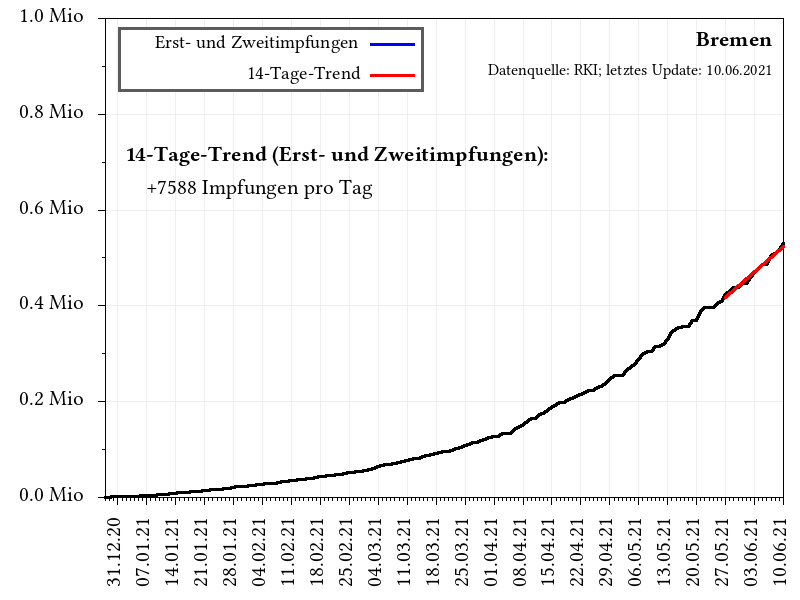 1.0 Mio
0.8 Mio
0.6 Mio
0.4 Mio
0.2 Mio
0.0 Mio
Erst- und Zweitimpfungen
14-Tage-Trend
Bremen
Datenquelle: RKI; letztes Update: 10.06.2021
14-Tage-Trend (Erst- und Zweitimpfungen):
+7588 Impfungen pro Tag
31.12.20
07.01.21
14.01.21
21.01.21
28.01.21
04.02.21
11.02.21
18.02.21
25.02.21
04.03.21
11.03.21
18.03.21
25.03.21
01.04.21
08.04.21
15.04.21
22.04.21
29.04.21
06.05.21
13.05.21
20.05.21
27.05.21
03.06.21
10.06.21